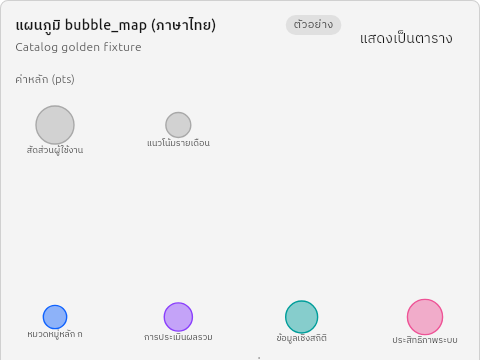 แผนภูมิ bubble_map (ภาษาไทย)
ตัวอย่าง
แสดงเป็นตาราง
Catalog golden fixture
ค่าหลัก (pts)
สัดส่วนผู้ใช้งาน
แนวโน้มรายเดือน
หมวดหมู่หลัก ก
การประเมินผลรวม
ข้อมูลเชิงสถิติ
ประสิทธิภาพระบบ